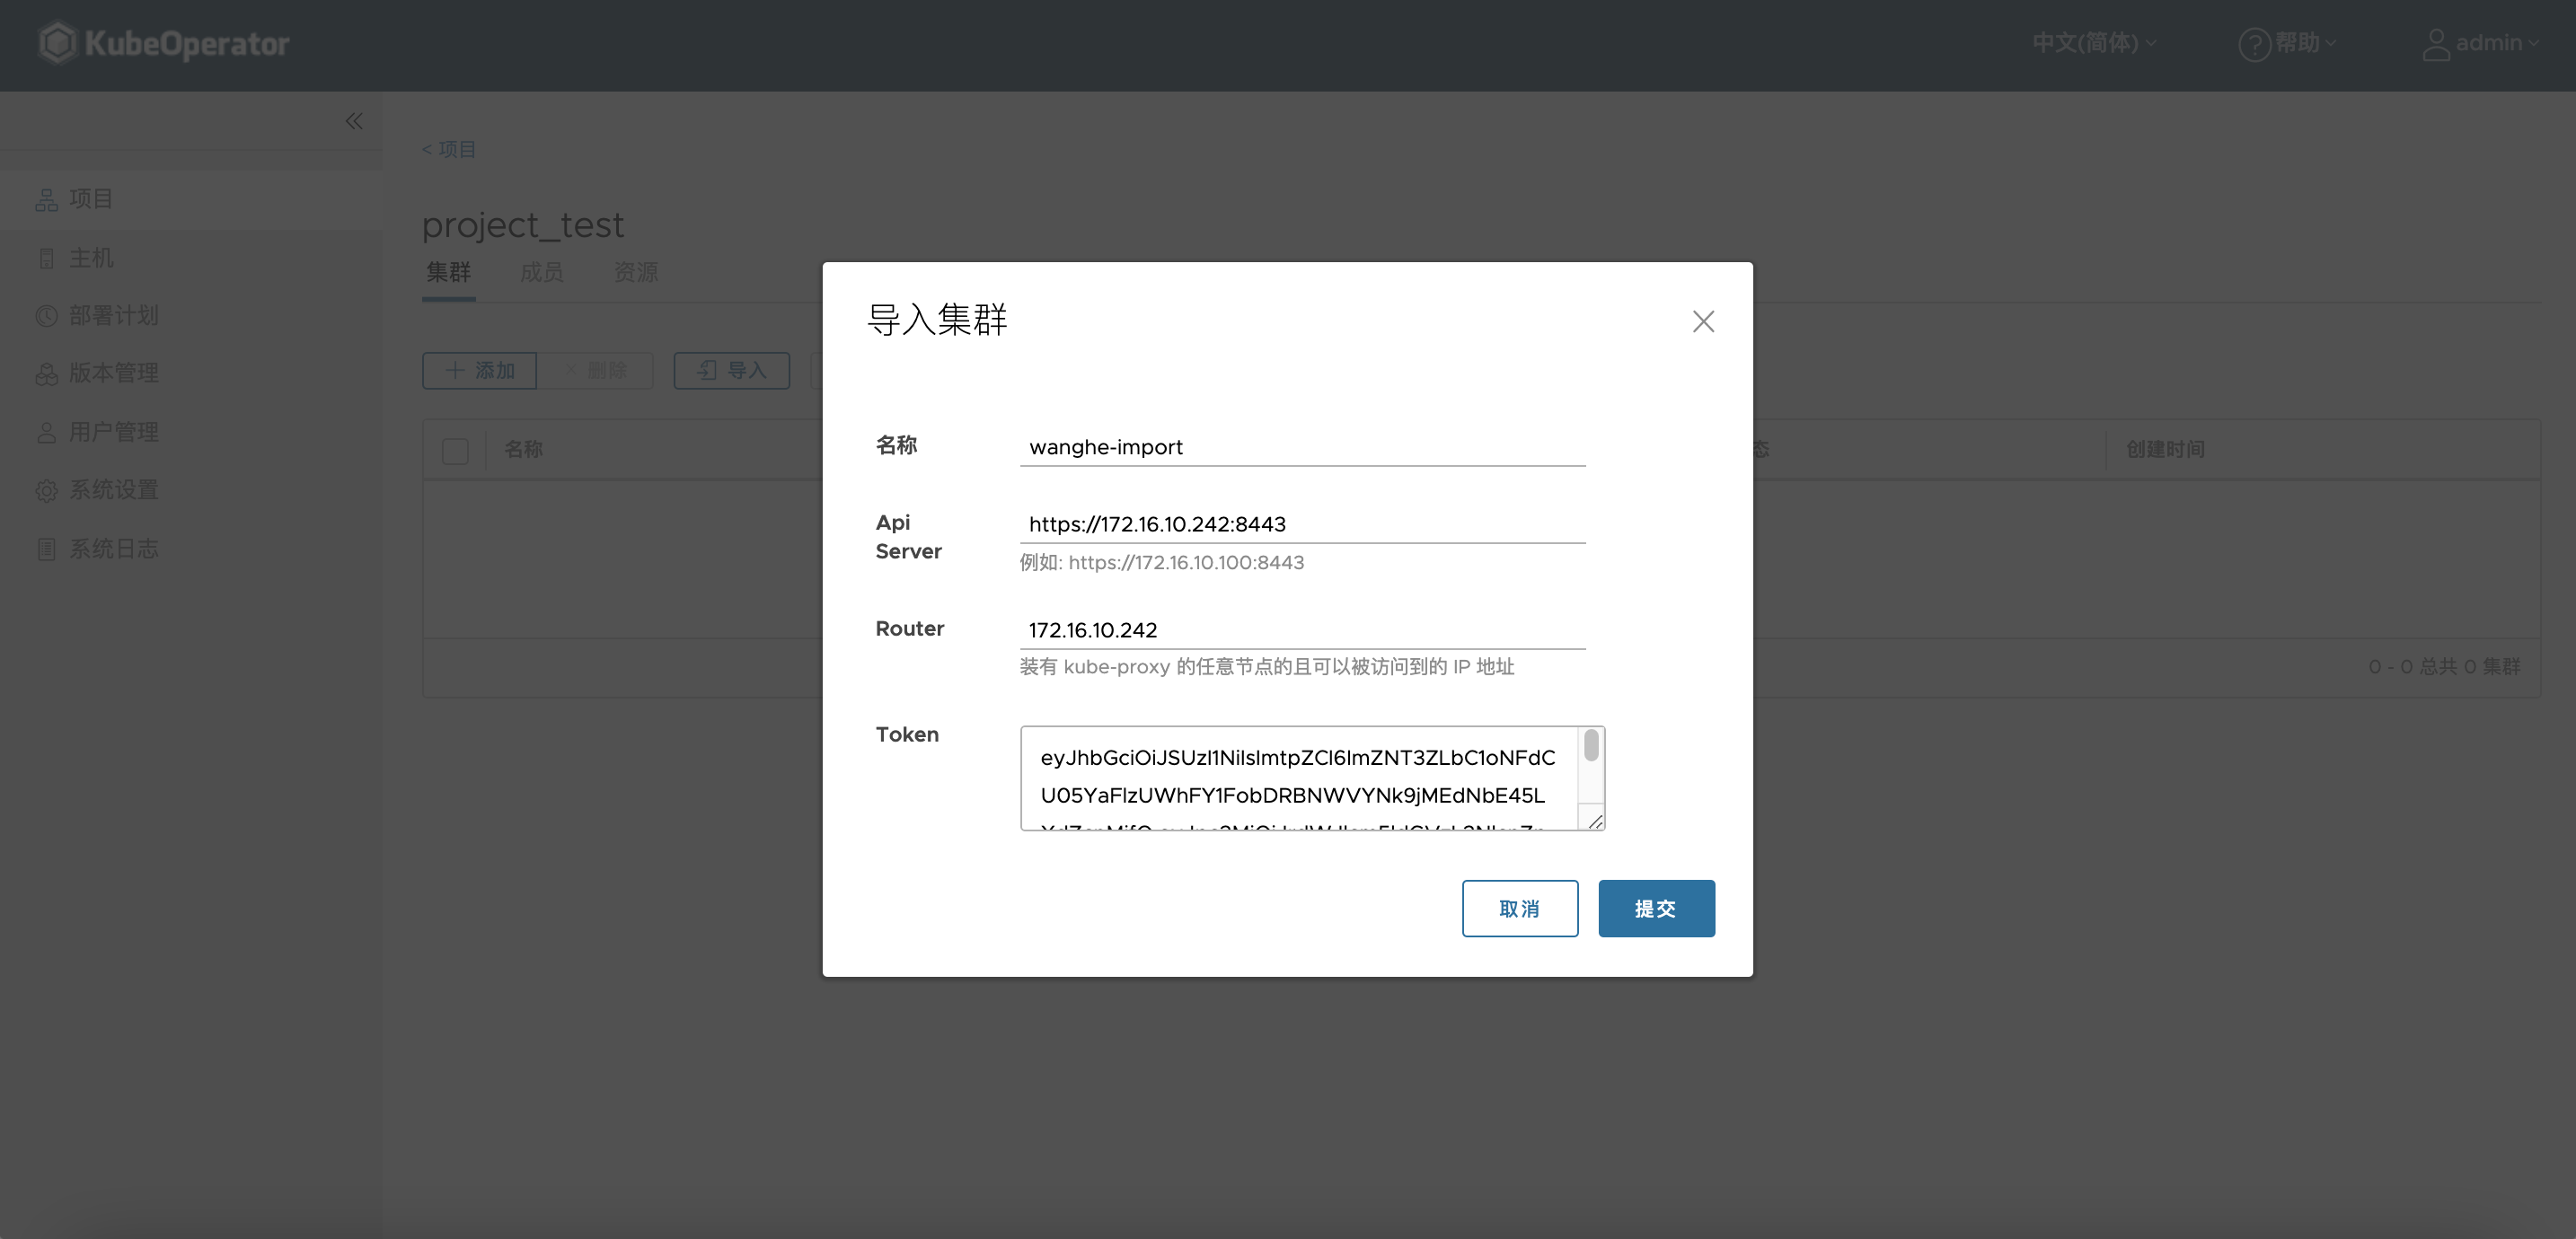 KubeOperator
中文(简体)
帮助
admin
< 项目
项目
主机
部署计划
版本管理
用户管理
系统设置
系统日志
project_test
集群
成员
资源
添加
删除
导入
名称
态
创建时间
0 - 0 总共 0 集群
导入集群
名称
wanghe-import
Api
Server
https://172.16.10.242:8443
例如: https://172.16.10.100:8443
Router
172.16.10.242
装有 kube-proxy 的任意节点的且可以被访问到的 IP 地址
Token
eyJhbGciOiJSUzI1NiIsImtpZCI6ImZNT3ZLbC1oNFdC
U05YaFlzUWhFY1FobDRBNWVYNk9jMEdNbE45L
取消
提交